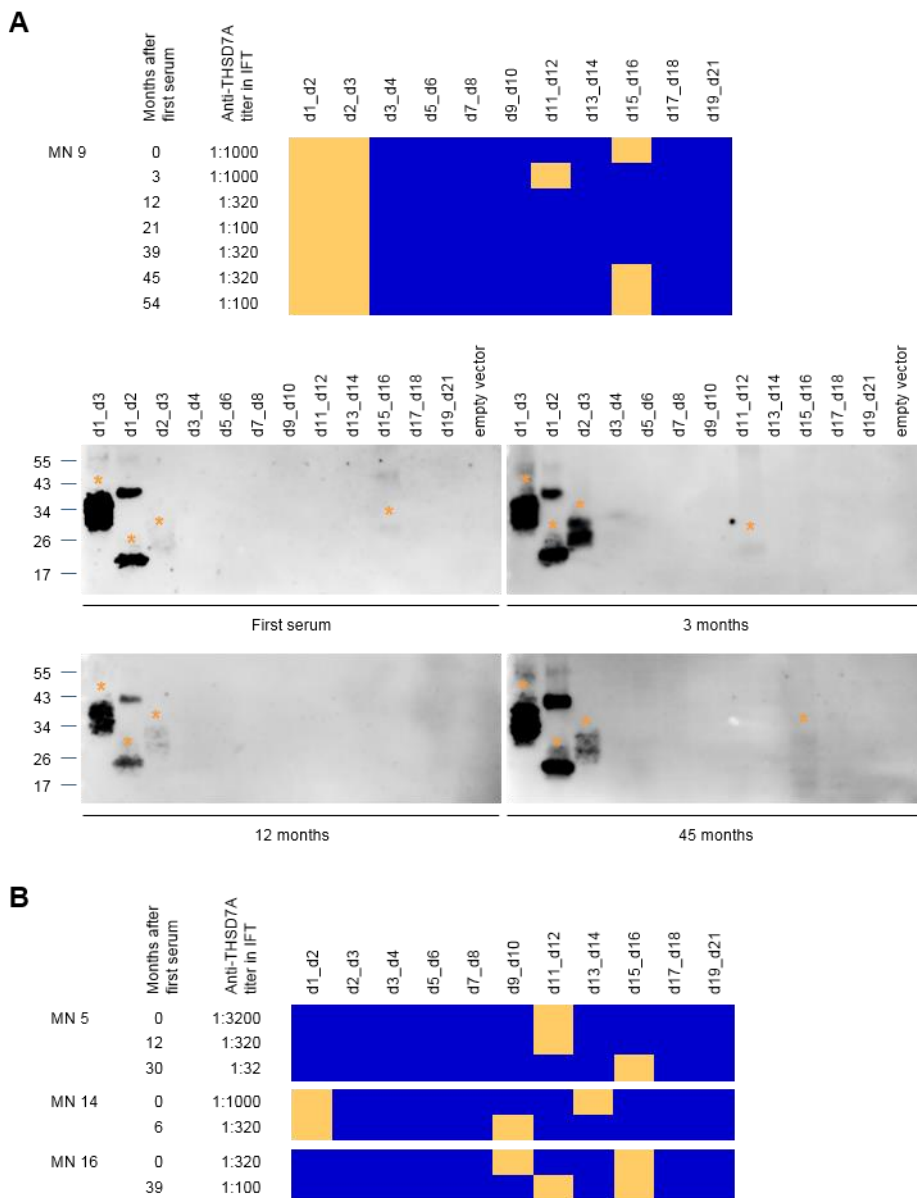 A
Months after first serum
Anti-THSD7A titer in IFT
d1_d2 d2_d3 d3_d4 d5_d6 d7_d8 d9_d10 d11_d12 d13_d14 d15_d16 d17_d18 d19_d21
MN 9 0 1:1000
3 1:1000
12 1:320
21 1:100
39 1:320
45 1:320
54 1:100
d1_d3 d1_d2 d2_d3 d3_d4 d5_d6 d7_d8 d9_d10 d11_d12 d13_d14 d15_d16 d17_d18 d19_d21 empty vector
d1_d3 d1_d2 d2_d3 d3_d4 d5_d6 d7_d8 d9_d10 d11_d12 d13_d14 d15_d16 d17_d18 d19_d21 empty vector
55
43
34
26
17
First serum
3 months
55
43
34
26
17
12 months
45 months
B
Months after first serum
Anti-THSD7A titer in IFT
d1_d2 d2_d3 d3_d4 d5_d6 d7_d8 d9_d10 d11_d12 d13_d14 d15_d16 d17_d18 d19_d21
MN 5 0 1:3200
12 1:320
30 1:32
MN 14 0 1:1000
6 1:320
MN 16 0 1:320
39 1:100